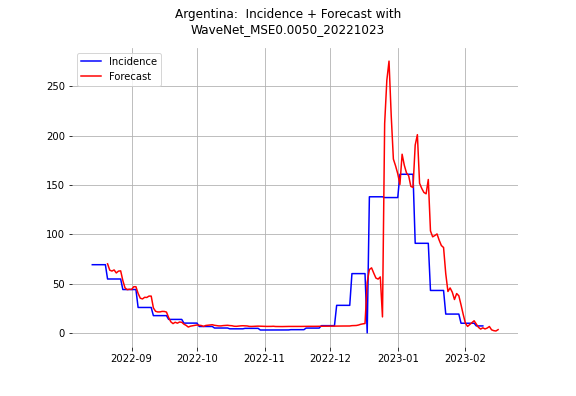 Argentina:  Incidence + Forecast with
WaveNet_MSE0.0050_20221023
Incidence
Forecast
250
200
150
100
50
0
2022-09 2022-10 2022-11 2022-12 2023-01 2023-02